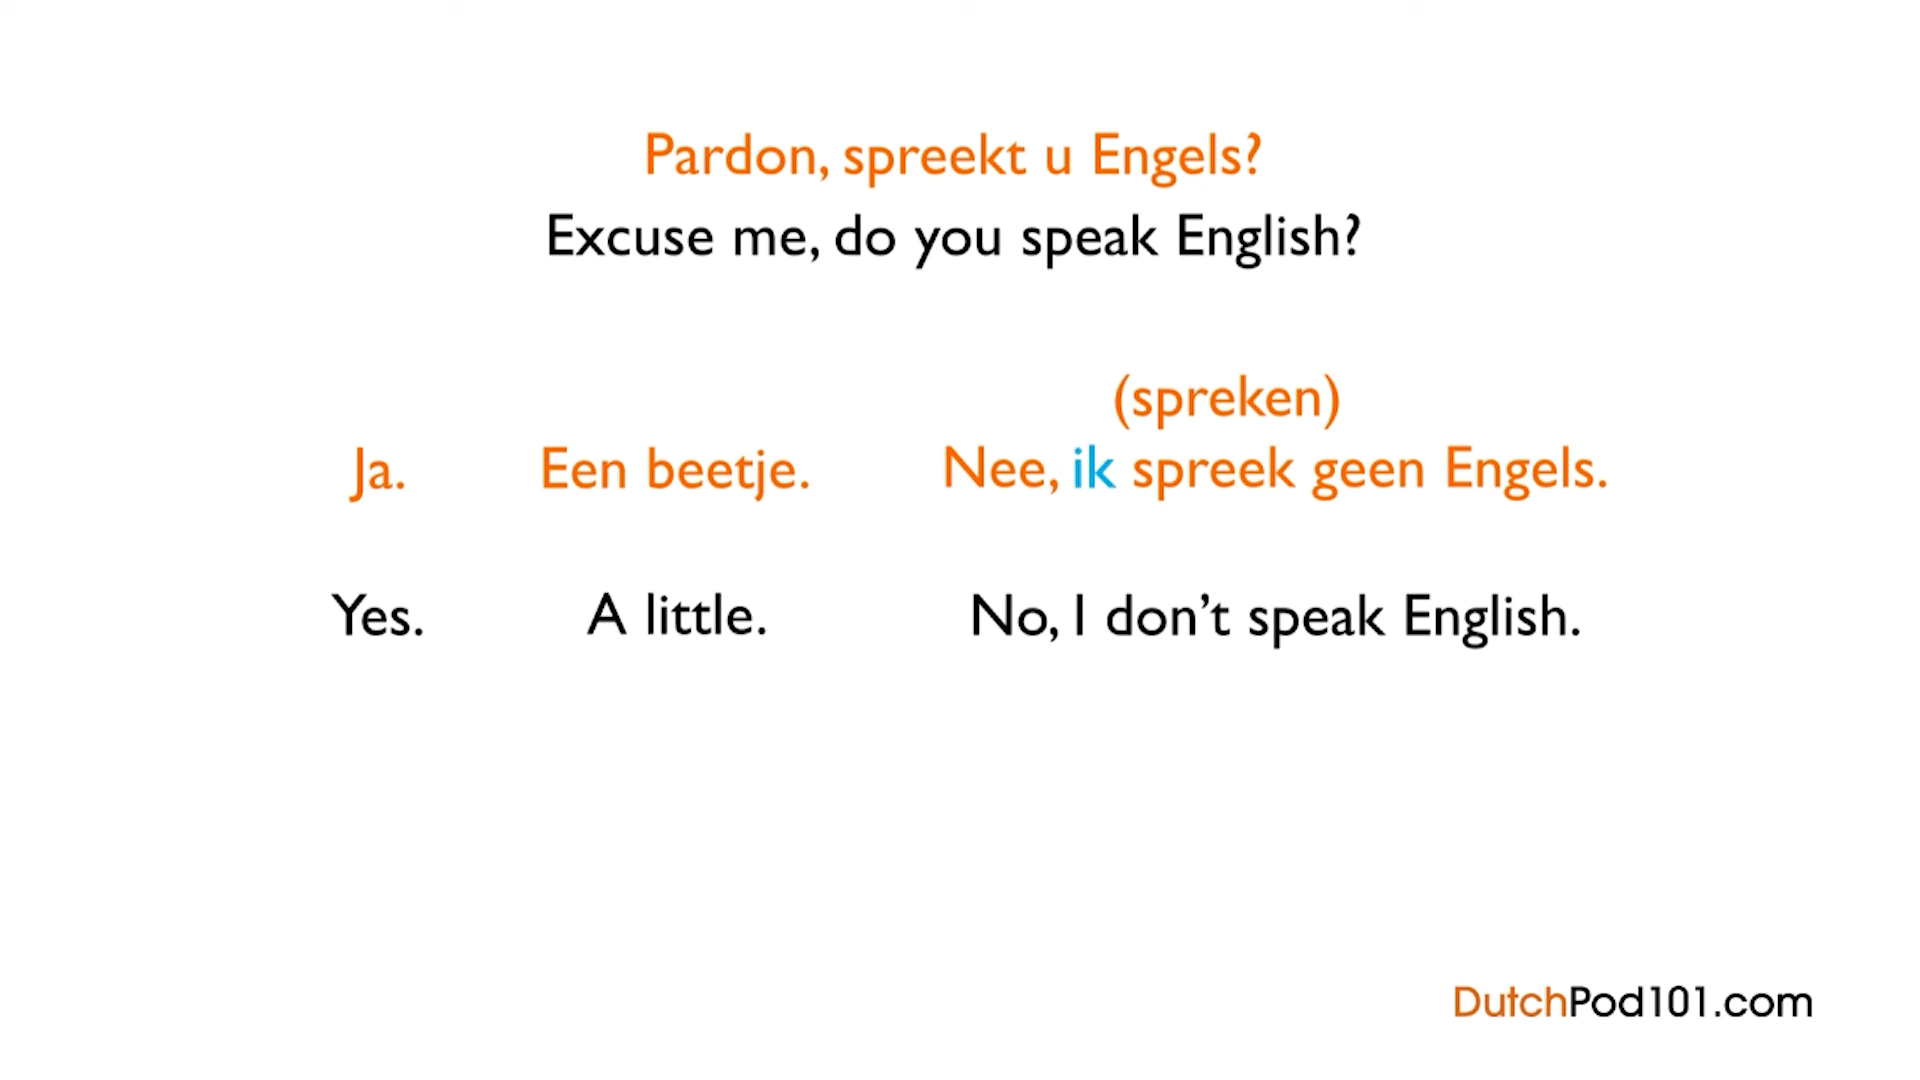 Pardon, spreekt u Engels?
Excuse me, do you speak English?
(spreken)
Ja. Een beetje. Nee, ik spreek geen Engels.
Yes. A little. No, I don’t speak English.
DutchPod101.com